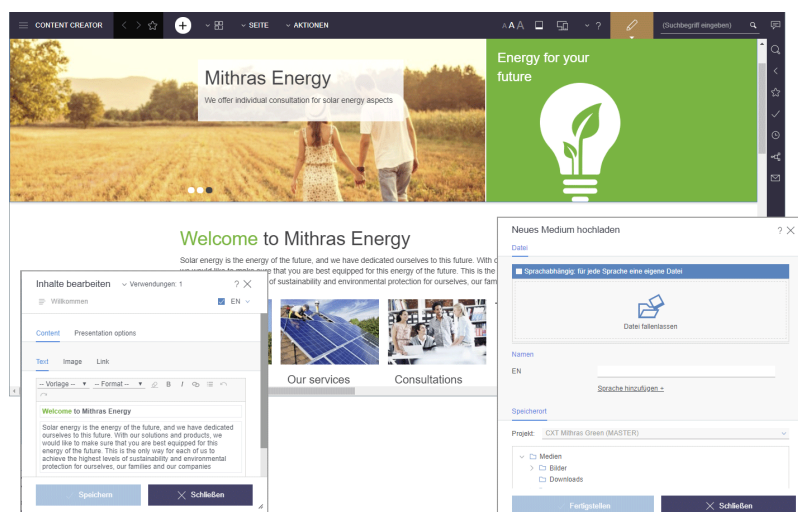 CONTENT CREATOR
SEITE
AKTIONEN
A A A
?
(Suchbegriff eingeben)
Mithras Energy
We offer individual consultation for solar energy aspects
Energy for your
future
Welcome to Mithras Energy
Solar energy is the energy of the future, and we have dedicated ourselves to this future. With
that you are best equipped for this energy of the future. This is the
of sustainability and environmental protection for ourselves, our fam
Our services
Consultations
Inhalte bearbeiten
Verwendungen: 1
?
Willkommen
EN
Content
Presentation options
Text
Image
Link
-- Vorlage --
-- Format --
B
I
Welcome to Mithras Energy
Solar energy is the energy of the future, and we have dedicated
ourselves to this future. With our solutions and products, we
would like to make sure that you are best equipped for this
energy of the future. This is the only way for each of us to
achieve the highest levels of sustainability and environmental
protection for ourselves, our families and our companies
Speichern
Schließen
Neues Medium hochladen
?
Datei
Sprachabhängig: für jede Sprache eine eigene Datei
Datei fallenlassen
Namen
EN
Sprache hinzufügen +
Speicherort
Projekt:
CXT Mithras Green (MASTER)
Medien
Bilder
Downloads
Fertigstellen
Schließen